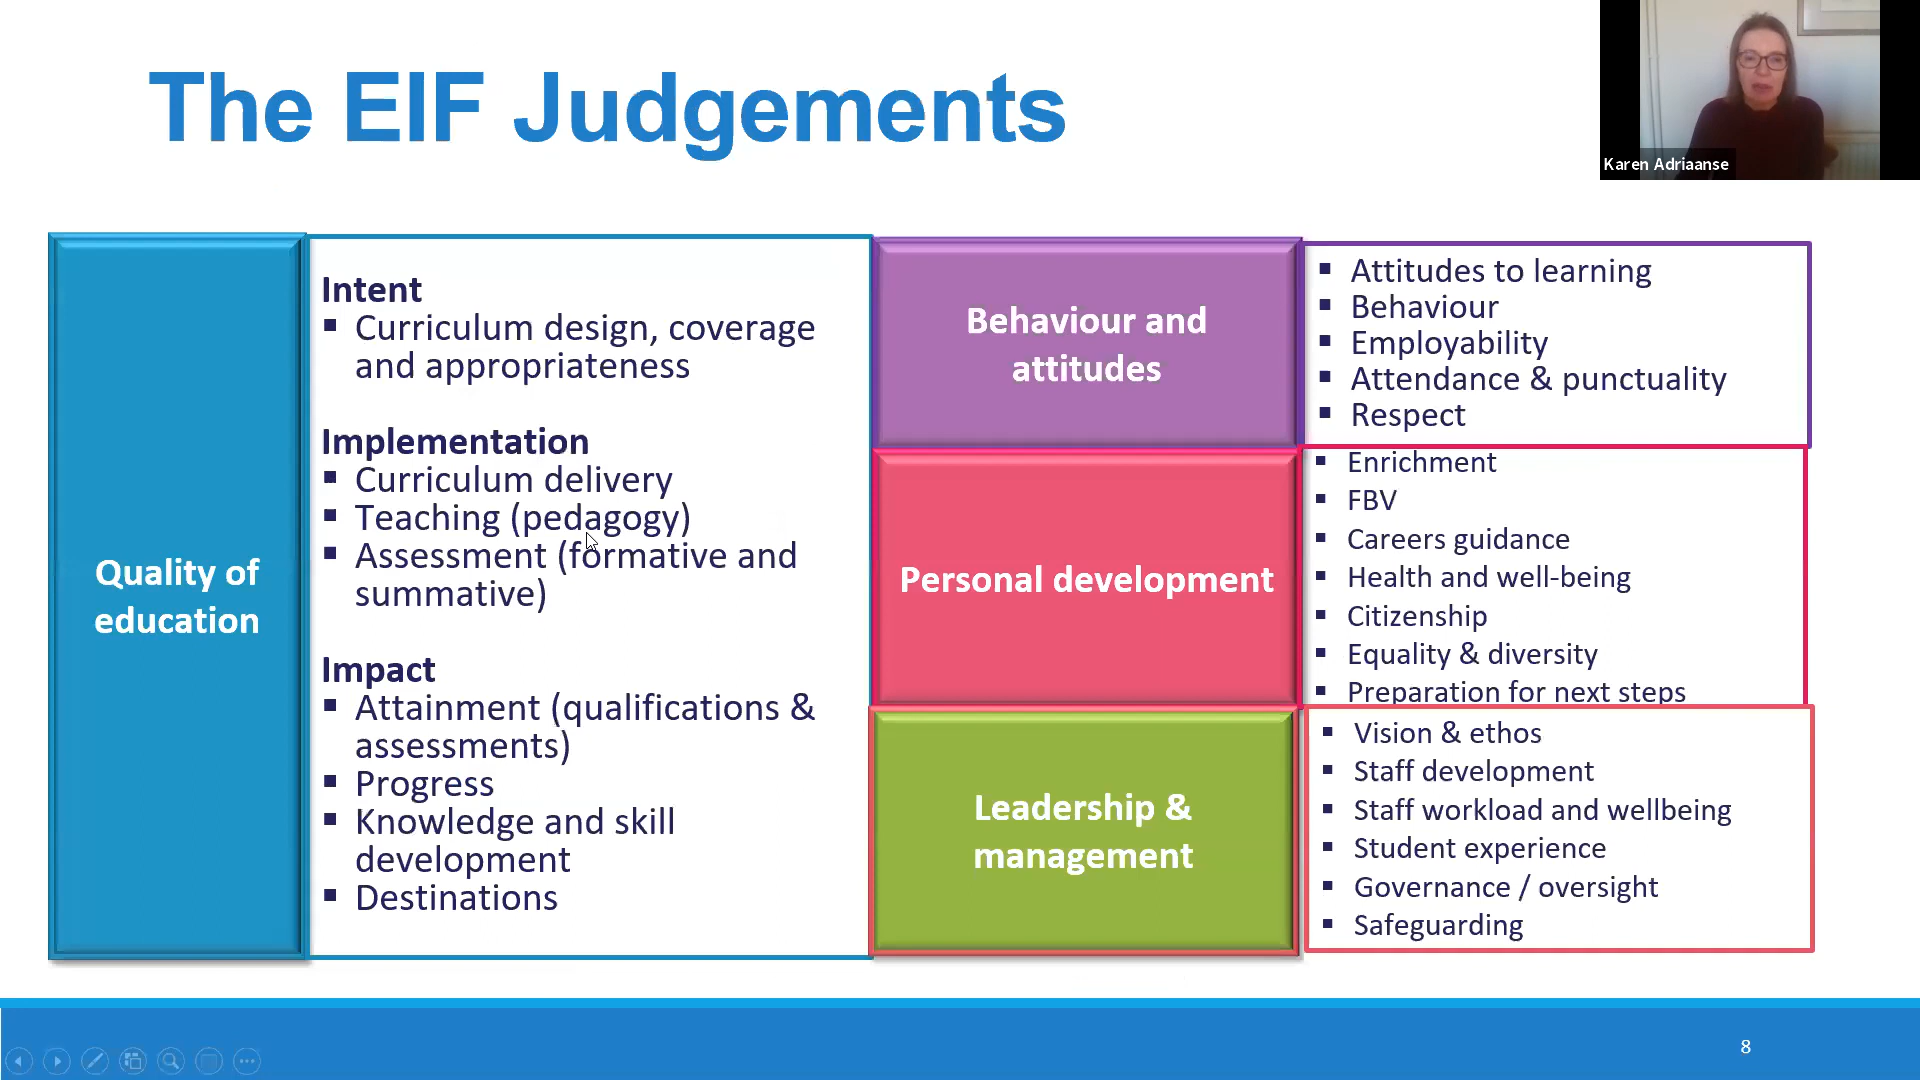 The EIF Judgements
Karen Adriaanse
Quality of
education
Intent
▪ Curriculum design, coverage
and appropriateness
Implementation
▪ Curriculum delivery
▪ Teaching (pedagogy)
▪ Assessment (formative and
summative)
Impact
▪ Attainment (qualifications &
assessments)
▪ Progress
▪ Knowledge and skill
development
▪ Destinations
Behaviour and
attitudes
▪ Attitudes to learning
▪ Behaviour
▪ Employability
▪ Attendance & punctuality
▪ Respect
Personal development
▪ Enrichment
▪ FBV
▪ Careers guidance
▪ Health and well-being
▪ Citizenship
▪ Equality & diversity
▪ Preparation for next steps
Leadership &
management
▪ Vision & ethos
▪ Staff development
▪ Staff workload and wellbeing
▪ Student experience
▪ Governance / oversight
▪ Safeguarding
8